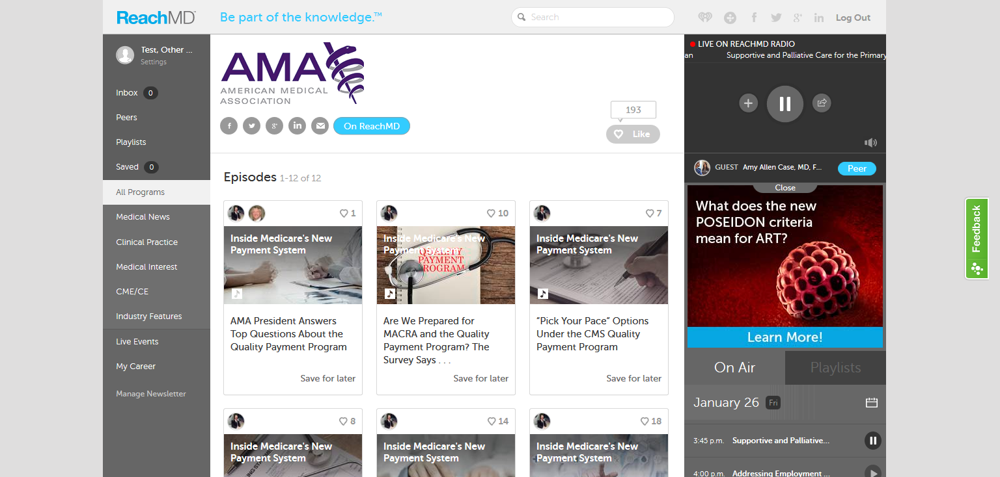 ReachMD
Be part of the knowledge.™
Search
Log Out
Test, Other ...
Settings
Inbox 0
Peers
Playlists
Saved 0
All Programs
Medical News
Clinical Practice
Medical Interest
CME/CE
Industry Features
Live Events
My Career
Manage Newsletter
AMA
AMERICAN MEDICAL
ASSOCIATION
On ReachMD
193
Like
Episodes 1-12 of 12
1
Inside Medicare's New
Payment System
AMA President Answers
Top Questions About the
Quality Payment Program
Save for later
10
Inside Medicare's New
Payment System
QUALITY
PAYMENT
PROGRAM
Are We Prepared for
MACRA and the Quality
Payment Program? The
Survey Says . . .
Save for later
7
Inside Medicare's New
Payment System
“Pick Your Pace” Options
Under the CMS Quality
Payment Program
Save for later
8
Inside Medicare's New
Payment System
14
Inside Medicare's New
Payment System
18
Inside Medicare's New
Payment System
LIVE ON REACHMD RADIO
an Supportive and Palliative Care for the Primary
GUEST Amy Allen Case, MD, F...
Peer
Close
What does the new
POSEIDON criteria
mean for ART?
Learn More!
On Air
Playlists
January 26 Fri
3:45 p.m. Supportive and Palliative...
4:00 p.m. Addressing Employment ...
Feedback